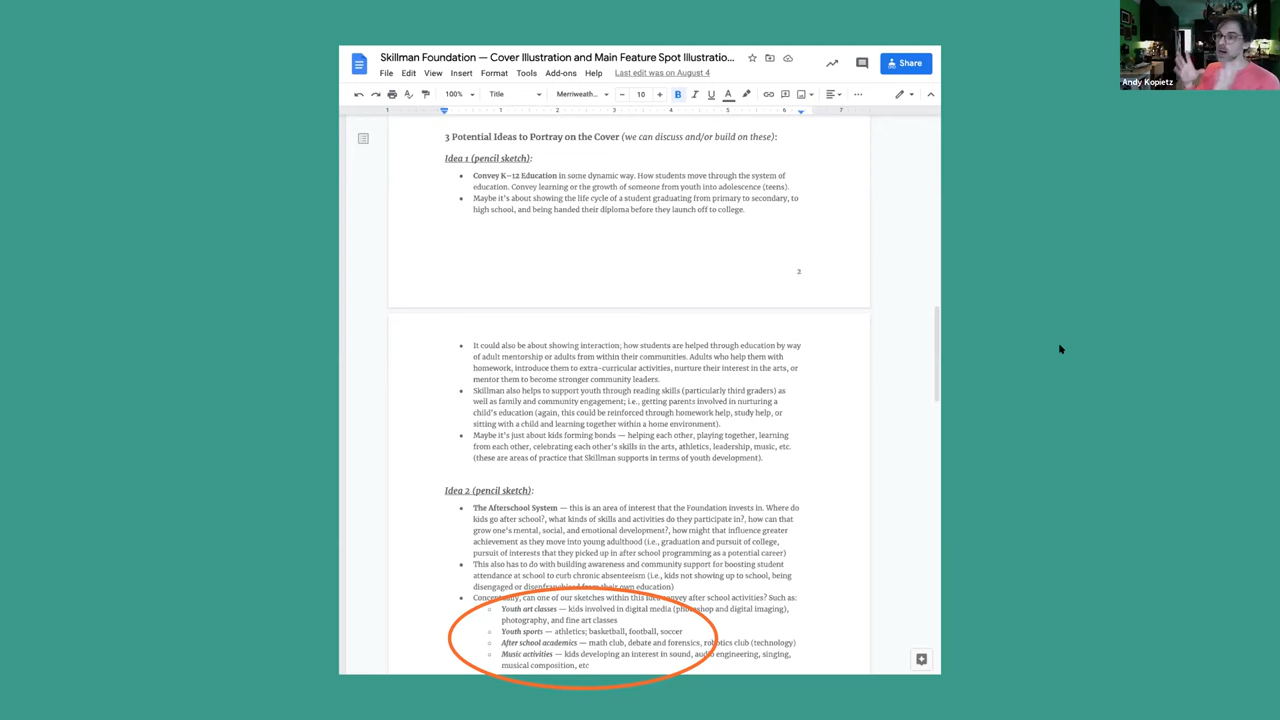 Skillman Foundation — Cover Illustration and Main Feature Spot Illustratio...
Share
File Edit View Insert Format Tools Add-ons Help Last edit was on August 4
100% Title Merriweath... 10 B I U A
1 1 2 3 4 5 6 7
Andy Kopietz
3 Potential Ideas to Portray on the Cover (we can discuss and/or build on these):
Idea 1 (pencil sketch):
● Convey K–12 Education in some dynamic way. How students move through the system of
education. Convey learning or the growth of someone from youth into adolescence (teens).
● Maybe it's about showing the life cycle of a student graduating from primary to secondary, to
high school, and being handed their diploma before they launch off to college.
2
● It could also be about showing interaction; how students are helped through education by way
of adult mentorship or adults from within their communities. Adults who help them with
homework, introduce them to extra-curricular activities, nurture their interest in the arts, or
mentor them to become stronger community leaders.
● Skillman also helps to support youth through reading skills (particularly third graders) as
well as family and community engagement; i.e., getting parents involved in nurturing a
child's education (again, this could be reinforced through homework help, study help, or
sitting with a child and learning together within a home environment).
● Maybe it's just about kids forming bonds — helping each other, playing together, learning
from each other, celebrating each other's skills in the arts, athletics, leadership, music, etc.
(these are areas of practice that Skillman supports in terms of youth development).
Idea 2 (pencil sketch):
● The Afterschool System — this is an area of interest that the Foundation invests in. Where do
kids go after school?, what kinds of skills and activities do they participate in?, how can that
grow one's mental, social, and emotional development?, how might that influence greater
achievement as they move into young adulthood (i.e., graduation and pursuit of college,
pursuit of interests that they picked up in after school programming as a potential career)
● This also has to do with building awareness and community support for boosting student
attendance at school to curb chronic absenteeism (i.e., kids not showing up to school, being
disengaged or disenfranchised from their own education)
● Conceptually, can one of our sketches within this idea convey after school activities? Such as:
○ Youth art classes — kids involved in digital media (photoshop and digital imaging),
photography, and fine art classes
○ Youth sports — athletics; basketball, football, soccer
○ After school academics — math club, debate and forensics, robotics club (technology)
○ Music activities — kids developing an interest in sound, audio engineering, singing,
musical composition, etc